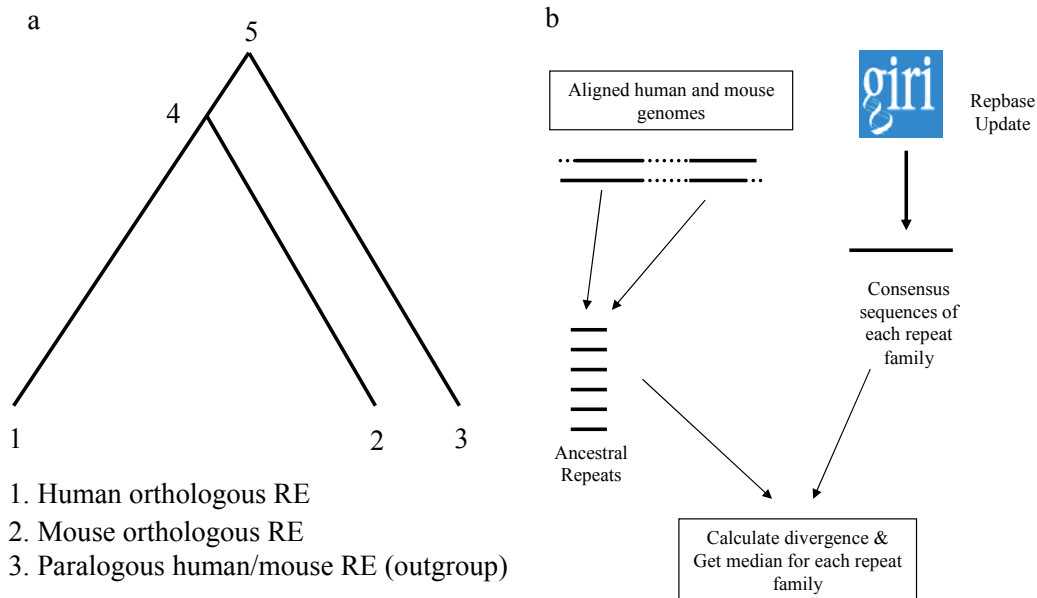 a
5
4
1
2
3
1. Human orthologous RE
2. Mouse orthologous RE
3. Paralogous human/mouse RE (outgroup)
b
Aligned human and mouse
genomes
giri
Repbase
Update
Consensus
sequences of
each repeat
family
Ancestral
Repeats
Calculate divergence &
Get median for each repeat
family